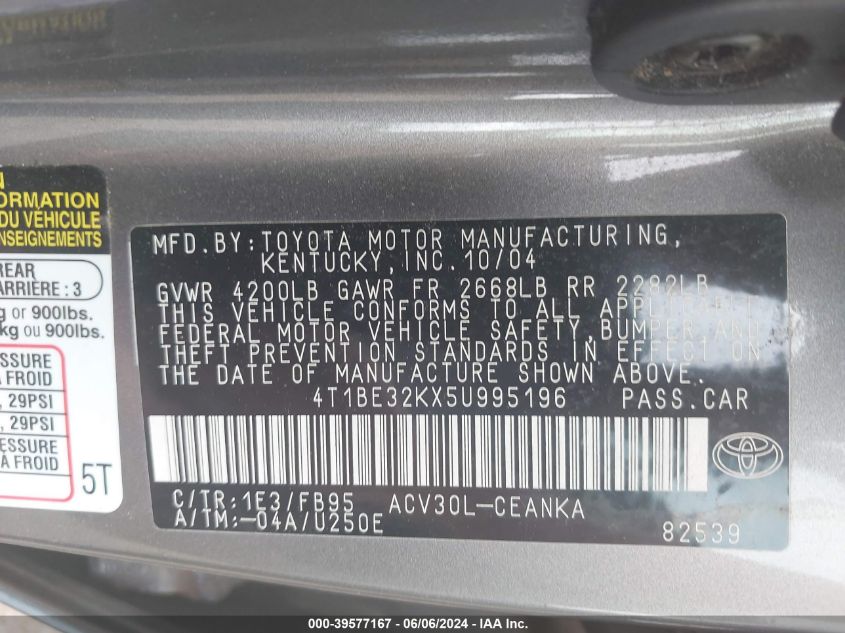 N
FORMATION
DU VÉHICULE
NSEIGNEMENTS
REAR
ARRIÈRE : 3
g or 900lbs.
kg ou 900lbs.
SSURE
À FROID
, 29PSI
, 29PSI
ESSURE
À FROID
5T
MFD.BY: TOYOTA MOTOR MANUFACTURING,
KENTUCKY, INC. 10/04
GVWR 4200LB GAWR FR 2668LB RR 2282LB
THIS VEHICLE CONFORMS TO ALL APPLICABLE
FEDERAL MOTOR VEHICLE SAFETY, BUMPER AND
THEFT PREVENTION STANDARDS IN EFFECT ON
THE DATE OF MANUFACTURE SHOWN ABOVE.
4T1BE32KX5U995196 PASS.CAR
C/TR: 1E3/FB95 ACV30L-CEANKA
A/TM:-04A/U250E
82539
000-39577167 - 06/06/2024 - IAA Inc.